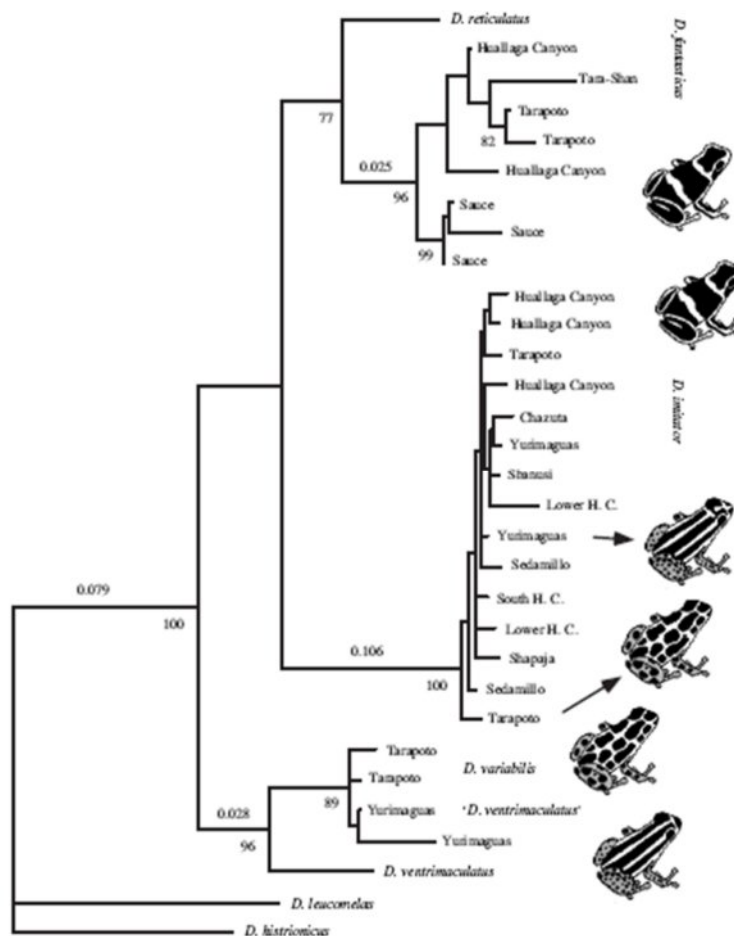 D. reticulatus
D. fantasticus
Huallaga Canyon
Tara-Shan
Tarapoto
77
82
Tarapoto
0.025
Huallaga Canyon
96
Sauce
Sauce
99
Sauce
Huallaga Canyon
Huallaga Canyon
Tarapoto
Huallaga Canyon
D. imitator
Chazuta
Yurimaguas
Shanusi
Lower H. C.
Yurimaguas
Sedamillo
0.079
South H. C.
100
Lower H. C.
0.106
Shapaja
100
Sedamillo
Tarapoto
Tarapoto
D. variabilis
Tarapoto
89
0.028
Yurimaguas
'D. ventrimaculatus'
96
Yurimaguas
D. ventrimaculatus
D. leucomelas
D. histrionicus